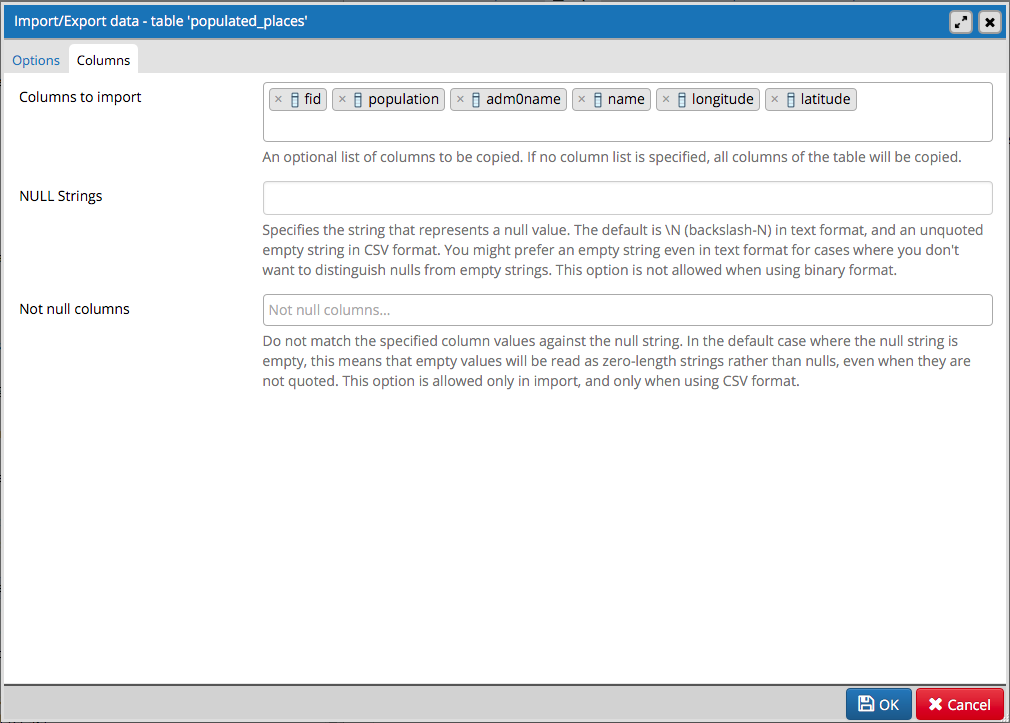 Import/Export data - table 'populated_places'
Options Columns
Columns to import
× fid × population × adm0name × name × longitude × latitude
An optional list of columns to be copied. If no column list is specified, all columns of the table will be copied.
NULL Strings
Specifies the string that represents a null value. The default is \N (backslash-N) in text format, and an unquoted
empty string in CSV format. You might prefer an empty string even in text format for cases where you don't
want to distinguish nulls from empty strings. This option is not allowed when using binary format.
Not null columns
Not null columns...
Do not match the specified column values against the null string. In the default case where the null string is
empty, this means that empty values will be read as zero-length strings rather than nulls, even when they are
not quoted. This option is allowed only in import, and only when using CSV format.
OK Cancel